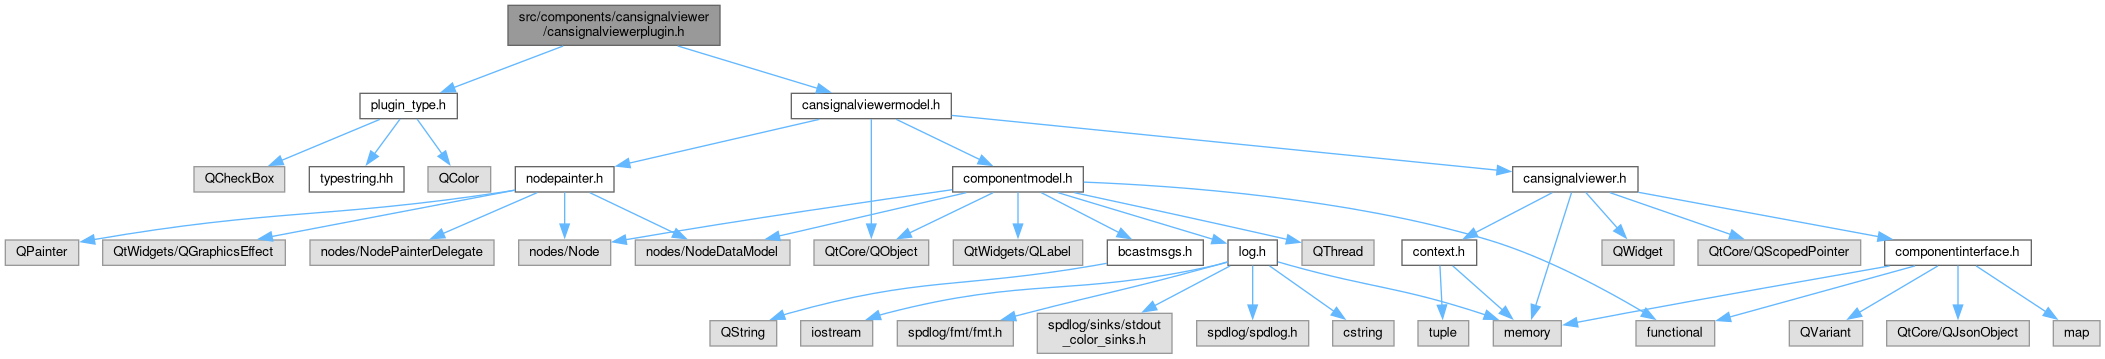 src/components/cansignalviewer
/cansignalviewerplugin.h
plugin_type.h
cansignalviewermodel.h
QCheckBox
typestring.hh
QColor
nodepainter.h
componentmodel.h
cansignalviewer.h
QPainter
QtWidgets/QGraphicsEffect
nodes/NodePainterDelegate
nodes/Node
nodes/NodeDataModel
QtCore/QObject
QtWidgets/QLabel
bcastmsgs.h
log.h
QThread
context.h
QWidget
QtCore/QScopedPointer
componentinterface.h
QString
iostream
spdlog/fmt/fmt.h
spdlog/sinks/stdout
_color_sinks.h
spdlog/spdlog.h
cstring
tuple
memory
functional
QVariant
QtCore/QJsonObject
map